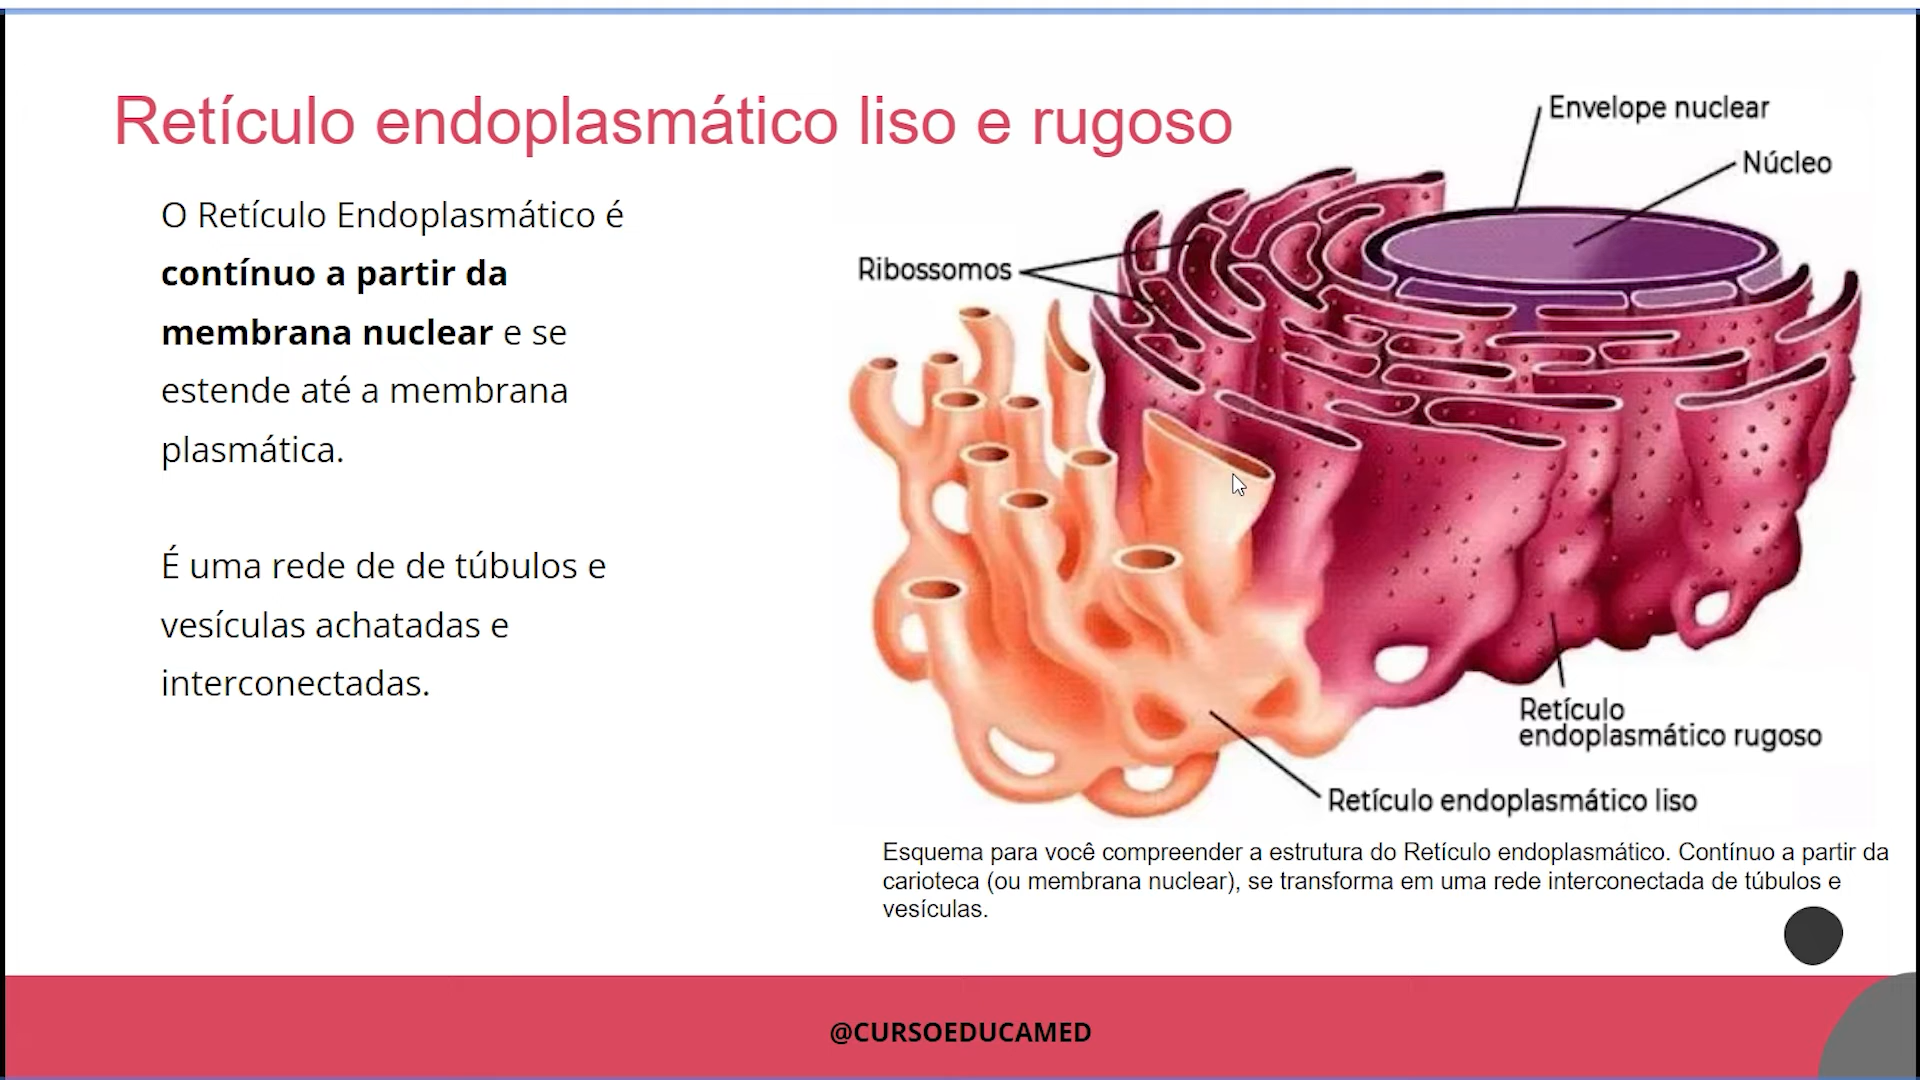 Retículo endoplasmático liso e rugoso
O Retículo Endoplasmático é
contínuo a partir da
membrana nuclear e se
estende até a membrana
plasmática.
É uma rede de de túbulos e
vesículas achatadas e
interconectadas.
Envelope nuclear
Núcleo
Ribossomos
Retículo
endoplasmático rugoso
Retículo endoplasmático liso
Esquema para você compreender a estrutura do Retículo endoplasmático. Contínuo a partir da
carioteca (ou membrana nuclear), se transforma em uma rede interconectada de túbulos e
vesículas.
@CURSOEDUCAMED